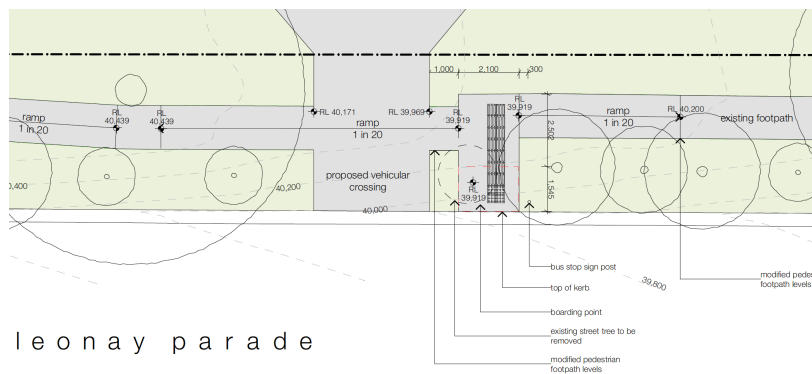 1,000
2,100
300
RL
40,439
RL
40,439
RL 40,171
RL 39,969
RL
39,919
RL
39,919
RL 40,200
ramp
1 in 20
ramp
1 in 20
ramp
1 in 20
existing footpath
2,502
1,545
proposed vehicular
crossing
RL
39,919
0,400
40,200
40,000
39,800
bus stop sign post
top of kerb
boarding point
existing street tree to be
removed
modified pedestrian
footpath levels
modified pedes
footpath levels
leonay parade